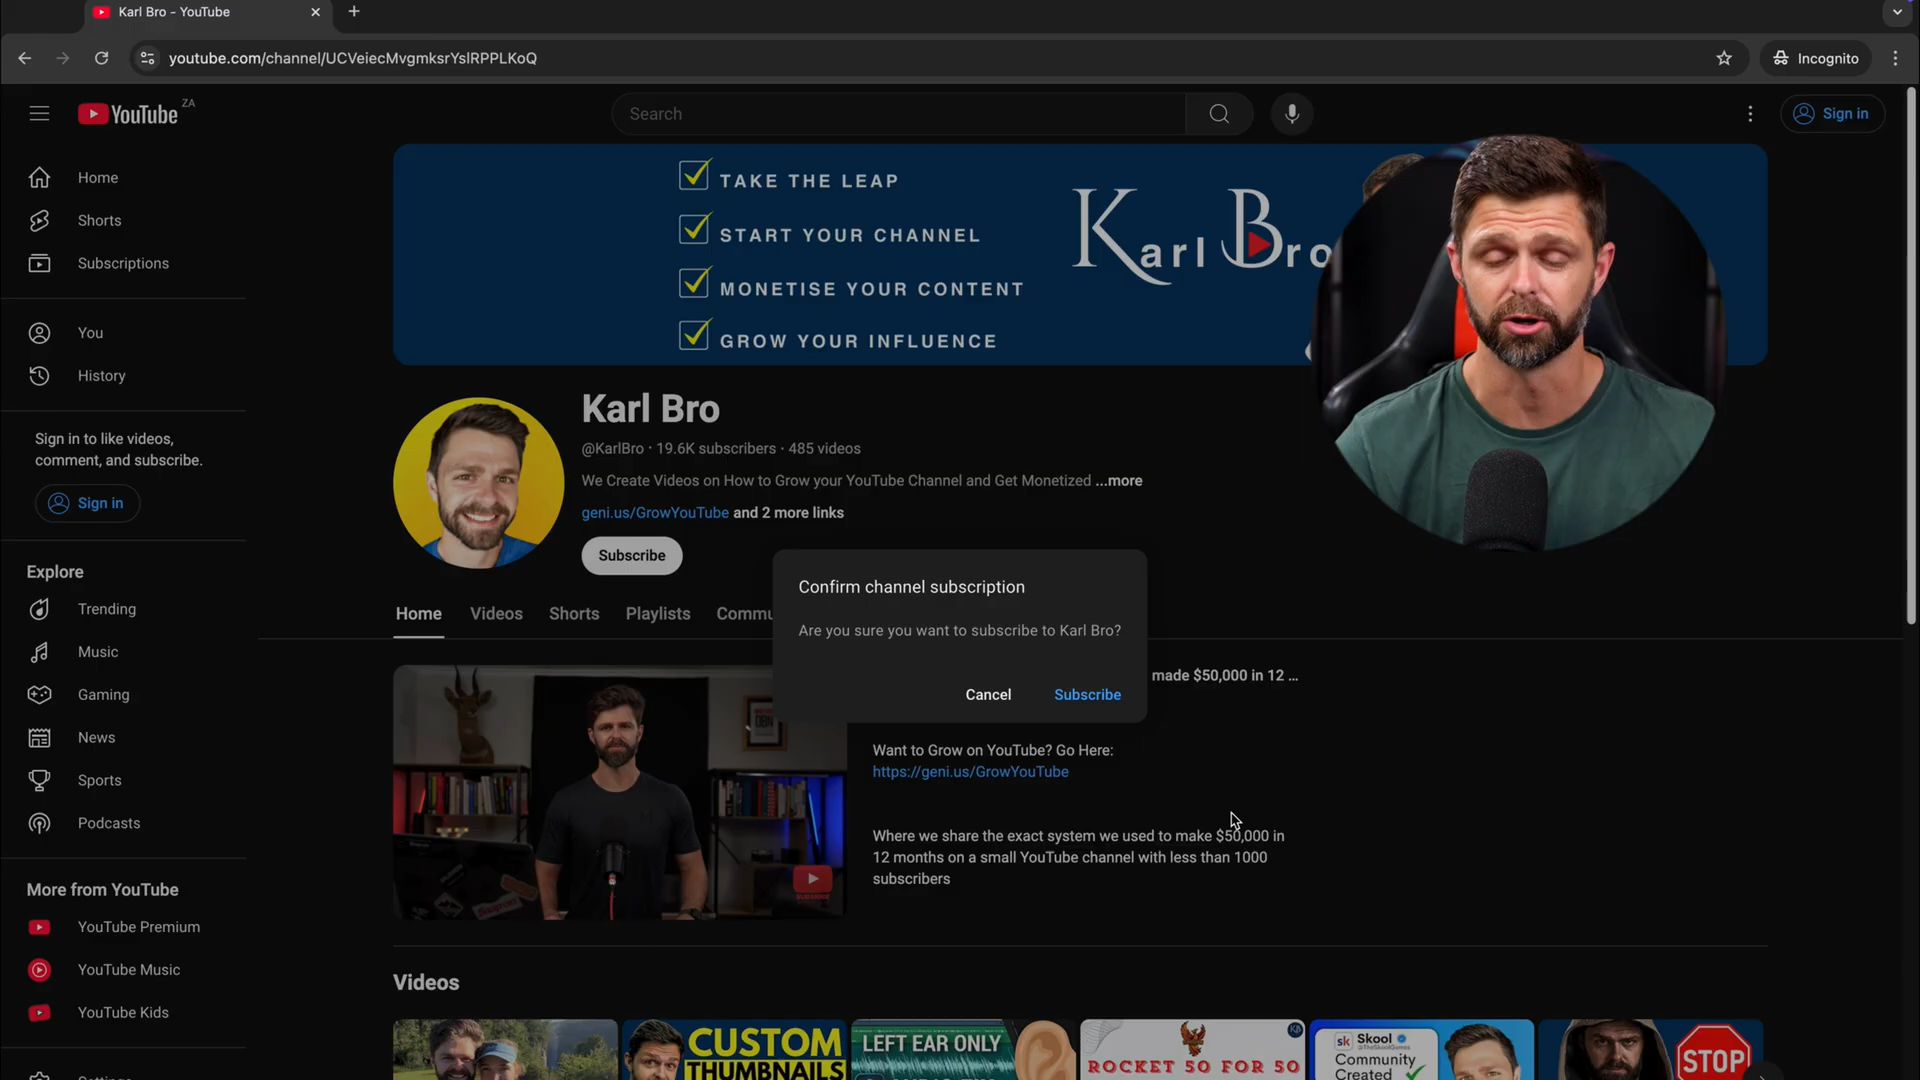 Karl Bro - YouTube
youtube.com/channel/UCVeiecMvgmksrYslRPPLKoQ
Incognito
YouTube ZA
Search
Sign in
Home
Shorts
Subscriptions
You
History
Sign in to like videos,
comment, and subscribe.
Sign in
Explore
Trending
Music
Gaming
News
Sports
Podcasts
More from YouTube
YouTube Premium
YouTube Music
YouTube Kids
TAKE THE LEAP
START YOUR CHANNEL
MONETISE YOUR CONTENT
GROW YOUR INFLUENCE
Karl Bro
Karl Bro
@KarlBro · 19.6K subscribers · 485 videos
We Create Videos on How to Grow your YouTube Channel and Get Monetized ...more
geni.us/GrowYouTube and 2 more links
Subscribe
Home Videos Shorts Playlists Commu
Confirm channel subscription
Are you sure you want to subscribe to Karl Bro?
Cancel Subscribe
made $50,000 in 12 ...
Want to Grow on YouTube? Go Here:
https://geni.us/GrowYouTube
Where we share the exact system we used to make $50,000 in
12 months on a small YouTube channel with less than 1000
subscribers
Videos
CUSTOM
THUMBNAILS
LEFT EAR ONLY
ROCKET 50 FOR 50
sk Skool
@TheSkoolGames
Community
Created
STOP